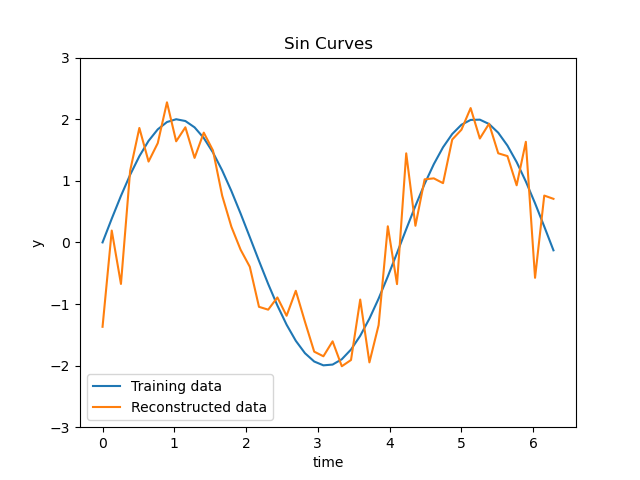 Sin Curves
3
2
1
0
−1
−2
−3
y
Training data
Reconstructed data
0 1 2 3 4 5 6
time